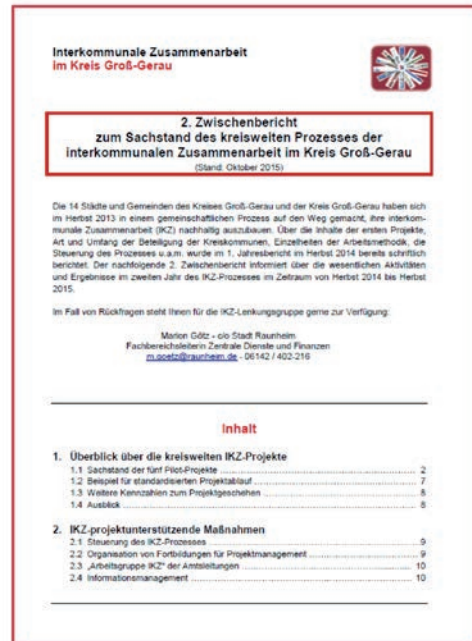 Interkommunale Zusammenarbeit
im Kreis Groß-Gerau
2. Zwischenbericht
zum Sachstand des kreisweiten Prozesses der
interkommunalen Zusammenarbeit im Kreis Groß-Gerau
(Stand: Oktober 2015)
Die 14 Städte und Gemeinden des Kreises Groß-Gerau und der Kreis Groß-Gerau haben sich
im Herbst 2013 in einem gemeinschaftlichen Prozess auf den Weg gemacht, ihre interkom-
munale Zusammenarbeit (IKZ) nachhaltig auszubauen. Über die Inhalte der ersten Projekte,
Art und Umfang der Beteiligung der Kreiskommunen, Einzelheiten der Arbeitsmethodik, die
Steuerung des Prozesses u.a.m. wurde im 1. Jahresbericht im Herbst 2014 bereits schriftlich
berichtet. Der nachfolgende 2. Zwischenbericht informiert über die wesentlichen Aktivitäten
und Ergebnisse im zweiten Jahr des IKZ-Prozesses im Zeitraum von Herbst 2014 bis Herbst
2015.
Im Fall von Rückfragen steht Ihnen für die IKZ-Lenkungsgruppe gerne zur Verfügung:
Marion Götz - c/o Stadt Raunheim
Fachbereichsleiterin Zentrale Dienste und Finanzen
m.goetz@raunheim.de - 06142 / 402-216
Inhalt
1. Überblick über die kreisweiten IKZ-Projekte
1.1 Sachstand der fünf Pilot-Projekte 2
1.2 Beispiel für standardisierten Projektablauf 7
1.3 Weitere Kennzahlen zum Projektgeschehen 8
1.4 Ausblick 8
2. IKZ-projektunterstützende Maßnahmen
2.1 Steuerung des IKZ-Prozesses 9
2.2 Organisation von Fortbildungen für Projektmanagement 9
2.3 „Arbeitsgruppe IKZ" der Amtsleitungen 10
2.4 Informationsmanagement 10